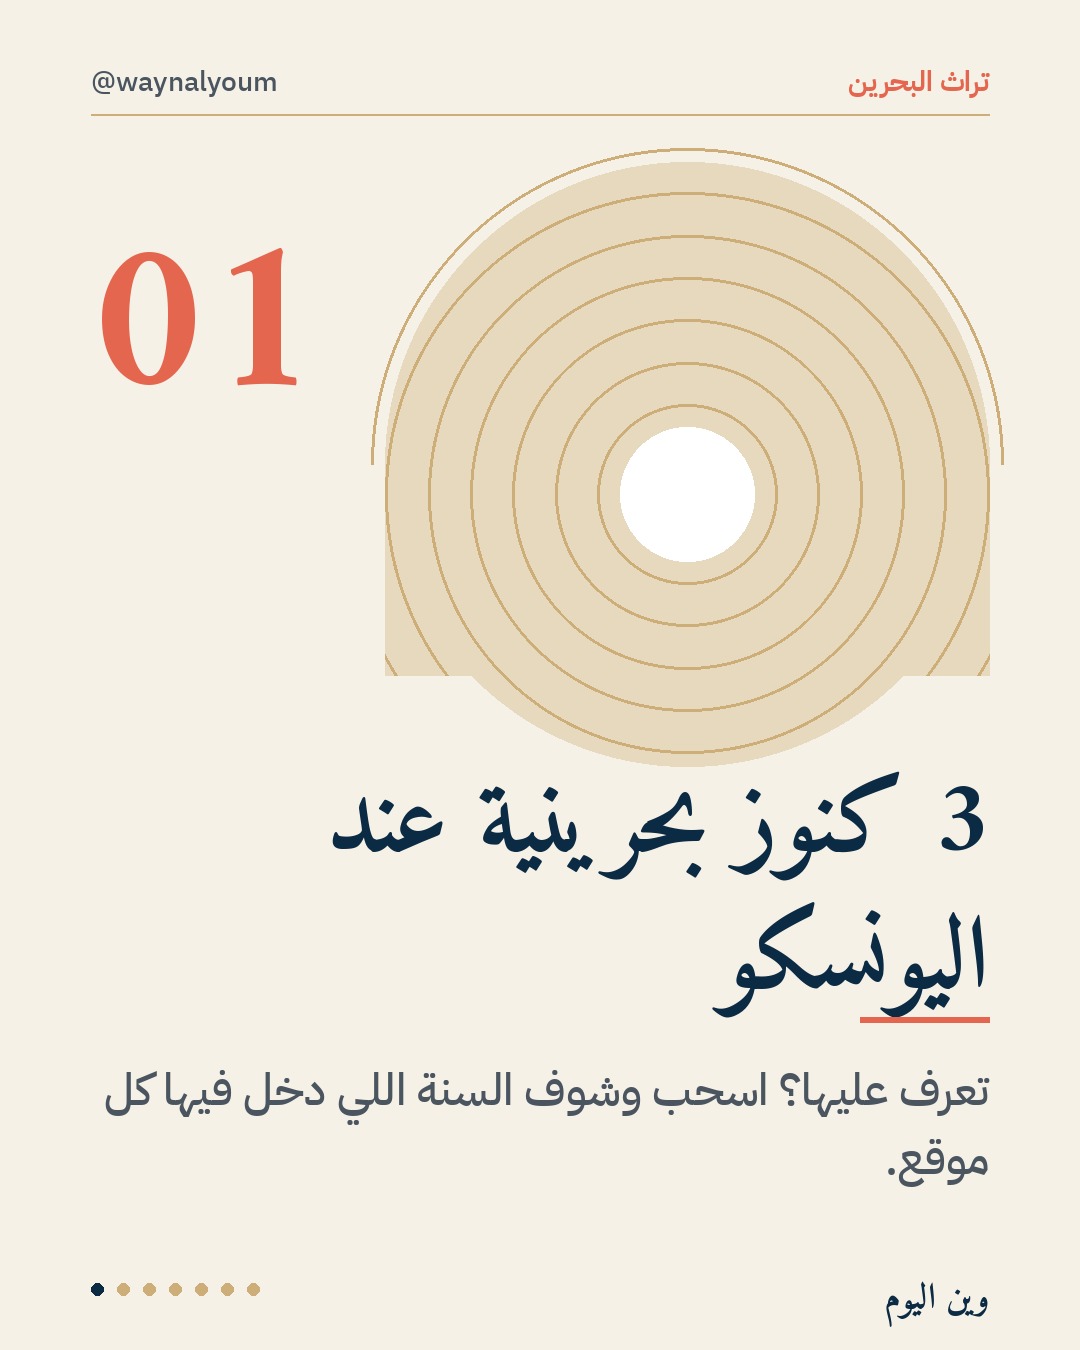 تراث البحرين
@waynalyoum
01
3 كنوز بحرينية عند
اليونسكو
تعرف عليها؟ اسحب وشوف السنة اللي دخل فيها كل
موقع.
وين اليوم